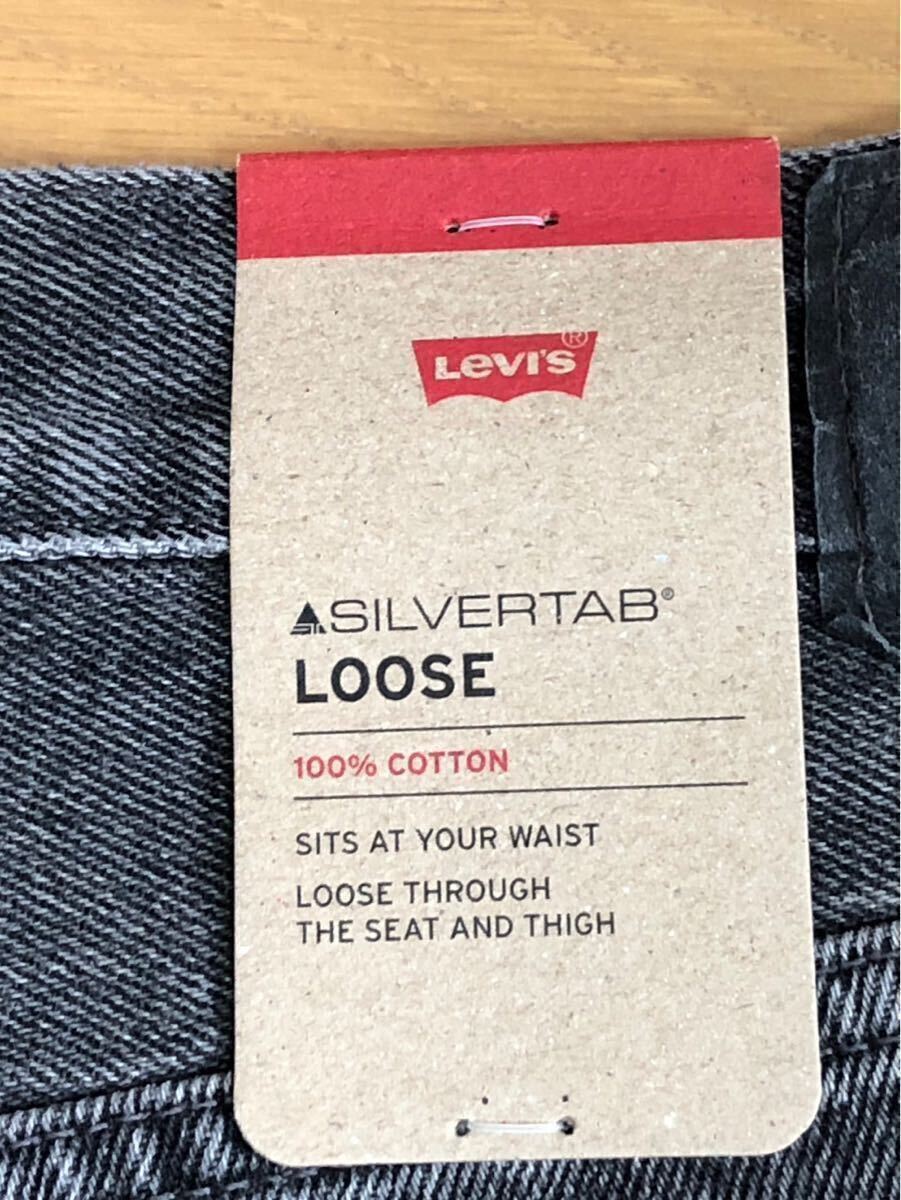 LEVI'S®
SILVERTAB®
LOOSE
100% COTTON
SITS AT YOUR WAIST
LOOSE THROUGH
THE SEAT AND THIGH